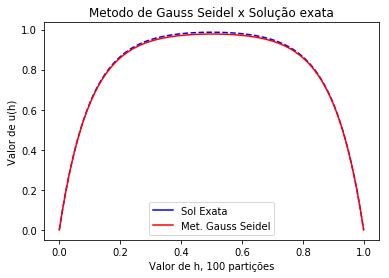 Metodo de Gauss Seidel x Solução exata
1.0
0.8
0.6
0.4
0.2
0.0
Valor de u(h)
Sol Exata
Met. Gauss Seidel
0.0 0.2 0.4 0.6 0.8 1.0
Valor de h, 100 partições